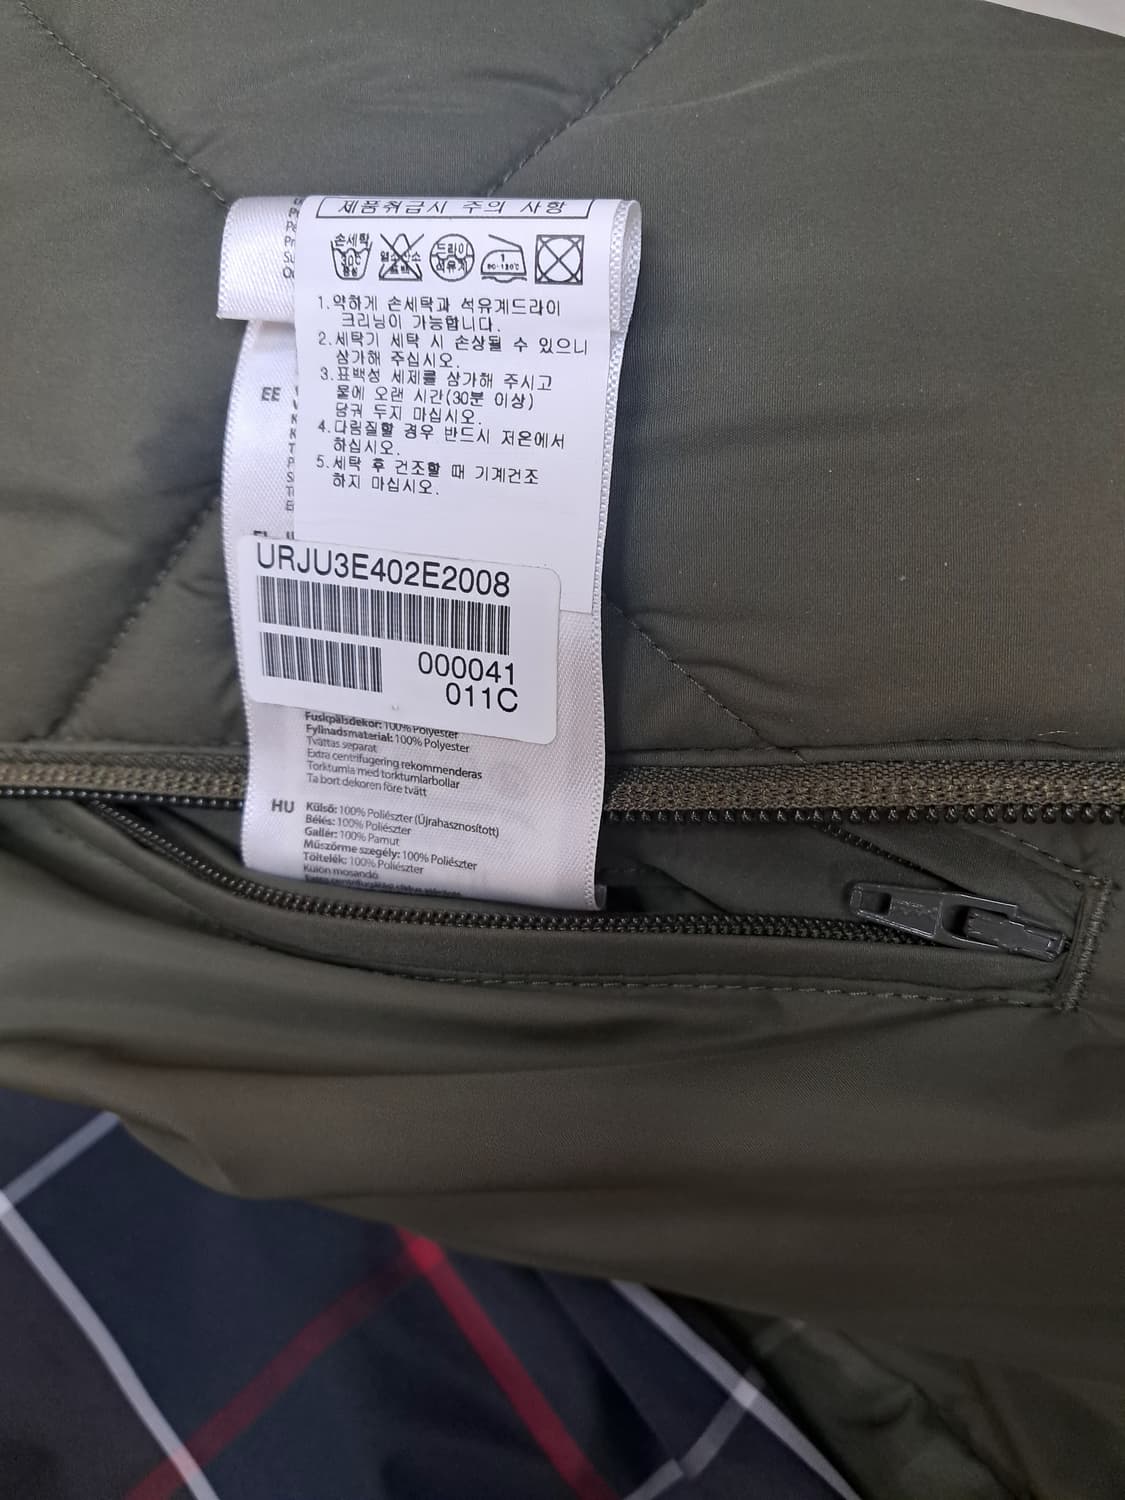 제품취급시 주의 사항
손세탁
30℃
중성
염소산소
표백
드라이
석유계
1
80~120℃
1.약하게 손세탁과 석유계드라이
크리닝이 가능합니다.
2.세탁기 세탁 시 손상될 수 있으니
삼가해 주십시오.
3.표백성 세제를 삼가해 주시고
물에 오랜 시간(30분 이상)
담궈 두지 마십시오.
4.다림질할 경우 반드시 저온에서
하십시오.
5.세탁 후 건조할 때 기계건조
하지 마십시오.
EE
URJU3E402E2008
000041
011C
Fuskpälsdekor: 100% Polyester
Fyllnadsmaterial: 100% Polyester
Tvättas separat
Extra centrifugering rekommenderas
Torktumla med torktumlarbollar
Ta bort dekoren före tvätt
HU
Külső: 100% Poliészter (Újrahasznosított)
Bélés: 100% Poliészter
Gallér: 100% Pamut
Műszőrme szegély: 100% Poliészter
Töltelék: 100% Poliészter
Külön mosandó